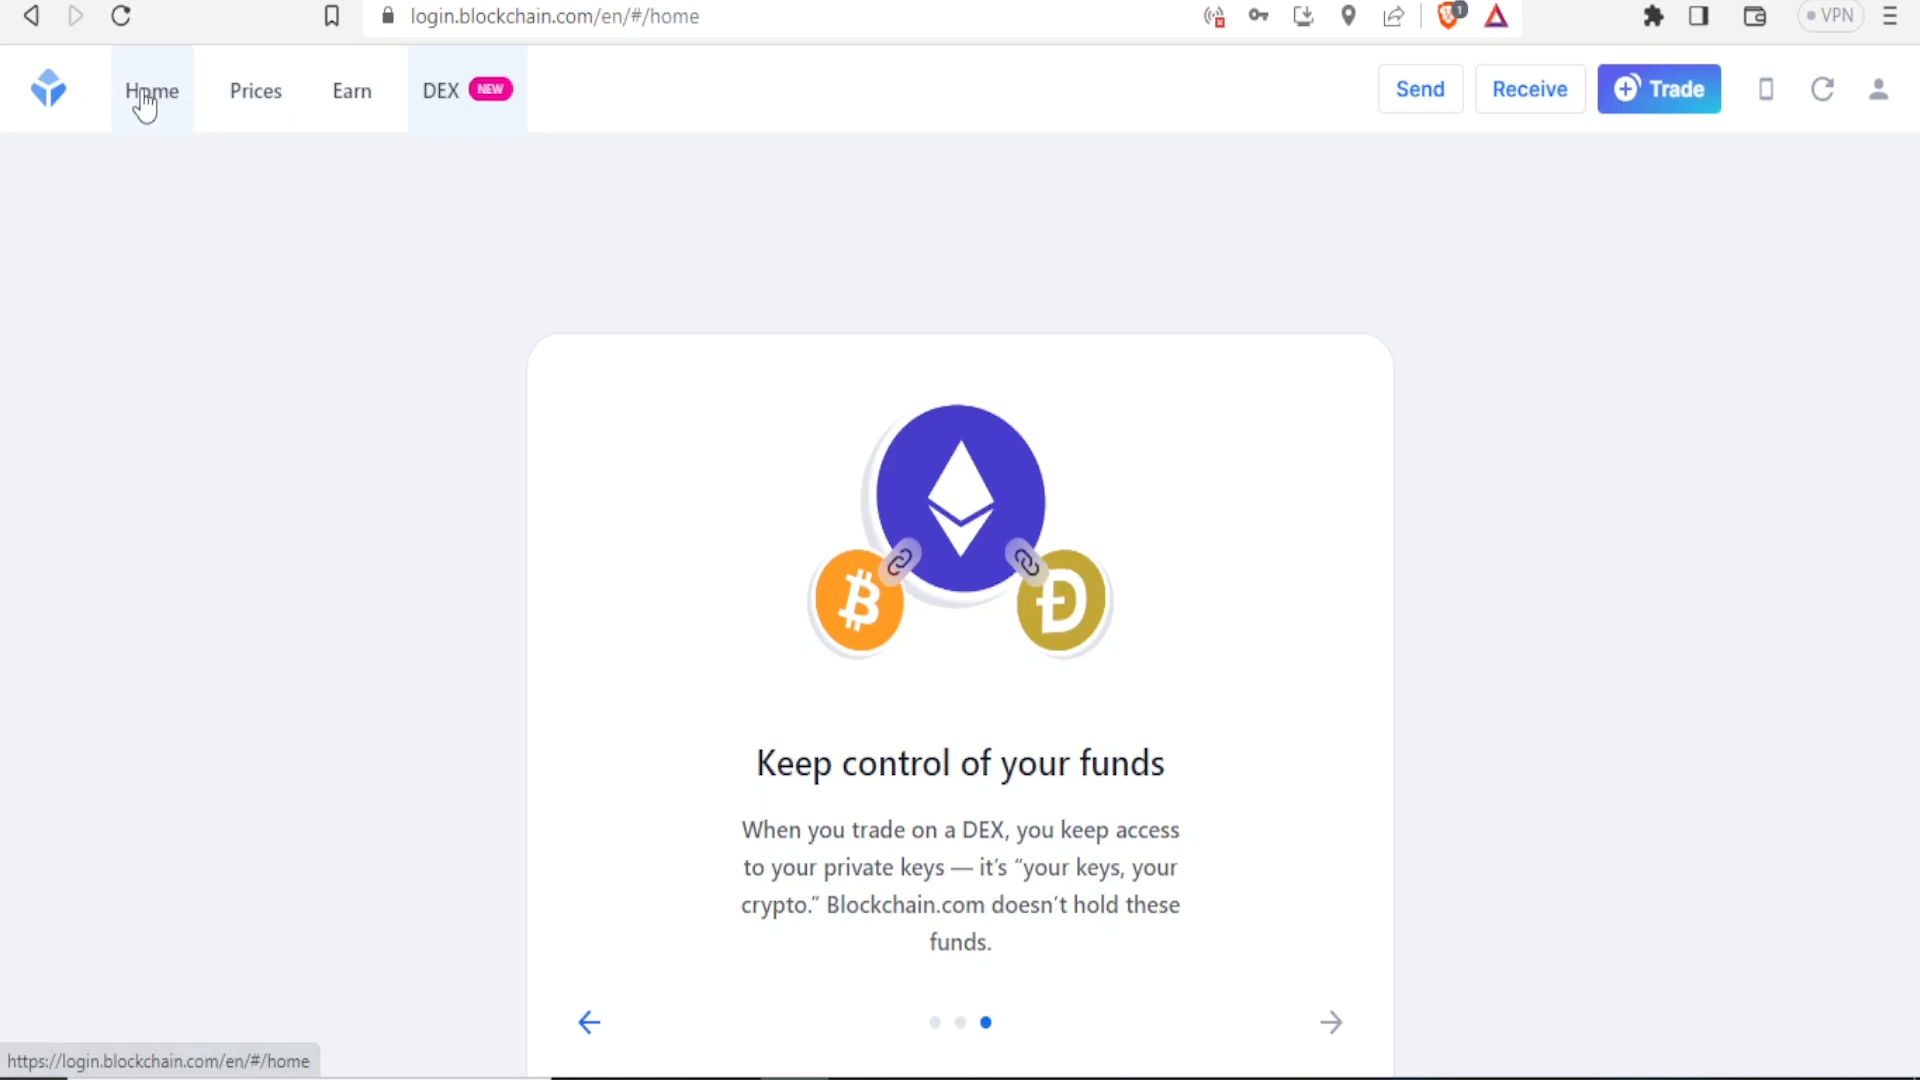 login.blockchain.com/en/#/home
1
VPN
Home
Prices
Earn
DEX NEW
Send
Receive
Trade
Keep control of your funds
When you trade on a DEX, you keep access
to your private keys — it’s “your keys, your
crypto.” Blockchain.com doesn’t hold these
funds.
https://login.blockchain.com/en/#/home